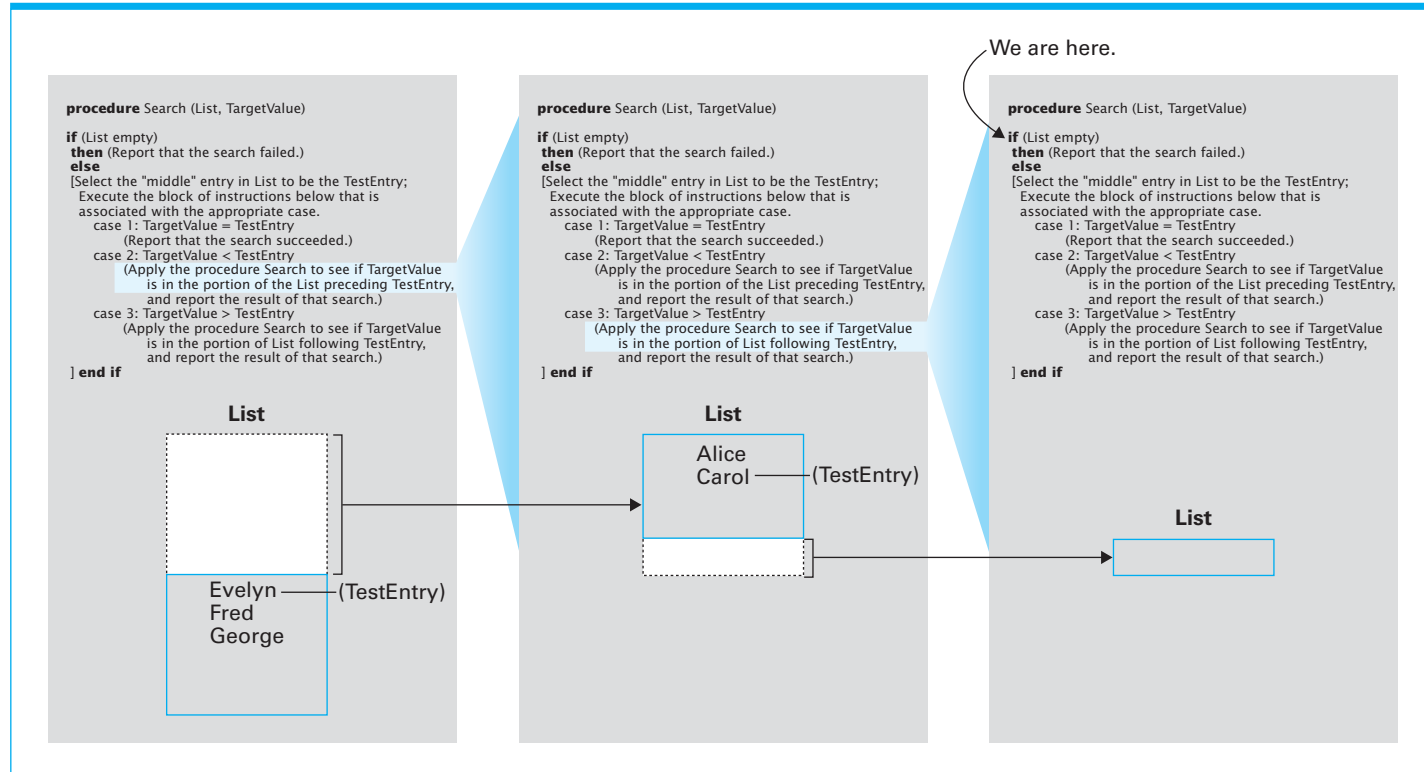 We are here.
procedure Search (List, TargetValue)
if (List empty)
then (Report that the search failed.)
else
[Select the "middle" entry in List to be the TestEntry;
Execute the block of instructions below that is
associated with the appropriate case.
case 1: TargetValue = TestEntry
(Report that the search succeeded.)
case 2: TargetValue < TestEntry
(Apply the procedure Search to see if TargetValue
is in the portion of the List preceding TestEntry,
and report the result of that search.)
case 3: TargetValue > TestEntry
(Apply the procedure Search to see if TargetValue
is in the portion of List following TestEntry,
and report the result of that search.)
] end if
List
Evelyn (TestEntry)
Fred
George
procedure Search (List, TargetValue)
if (List empty)
then (Report that the search failed.)
else
[Select the "middle" entry in List to be the TestEntry;
Execute the block of instructions below that is
associated with the appropriate case.
case 1: TargetValue = TestEntry
(Report that the search succeeded.)
case 2: TargetValue < TestEntry
(Apply the procedure Search to see if TargetValue
is in the portion of the List preceding TestEntry,
and report the result of that search.)
case 3: TargetValue > TestEntry
(Apply the procedure Search to see if TargetValue
is in the portion of List following TestEntry,
and report the result of that search.)
] end if
List
Alice
Carol (TestEntry)
procedure Search (List, TargetValue)
if (List empty)
then (Report that the search failed.)
else
[Select the "middle" entry in List to be the TestEntry;
Execute the block of instructions below that is
associated with the appropriate case.
case 1: TargetValue = TestEntry
(Report that the search succeeded.)
case 2: TargetValue < TestEntry
(Apply the procedure Search to see if TargetValue
is in the portion of the List preceding TestEntry,
and report the result of that search.)
case 3: TargetValue > TestEntry
(Apply the procedure Search to see if TargetValue
is in the portion of List following TestEntry,
and report the result of that search.)
] end if
List